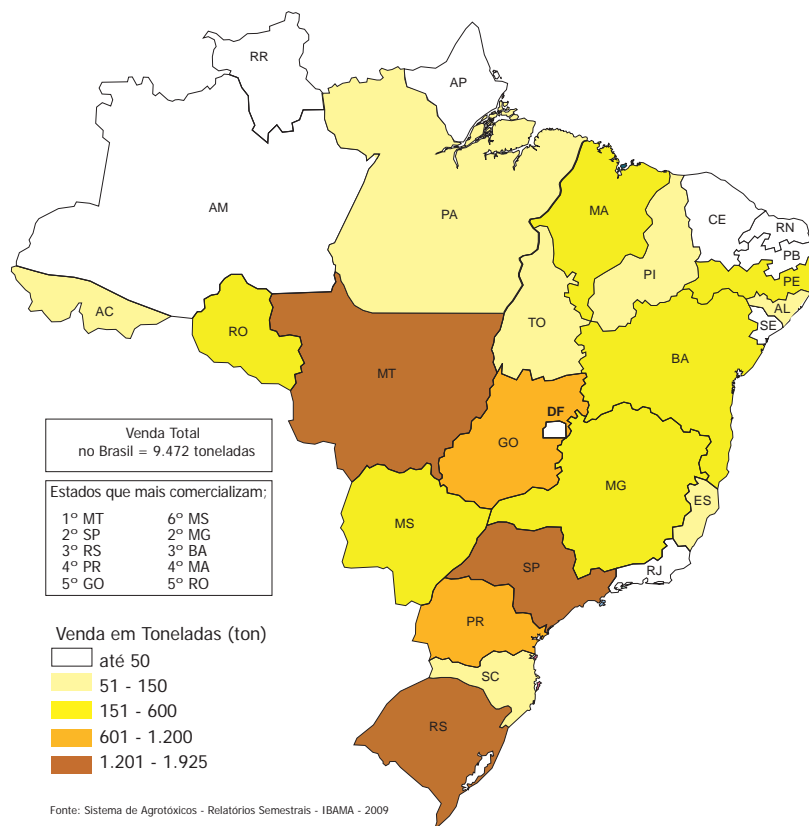 RR
AP
AM
PA
MA
CE
RN
PB
PE
PI
AL
SE
AC
RO
TO
BA
MT
DF
GO
MG
ES
MS
SP
RJ
PR
SC
RS
Venda Total
no Brasil = 9.472 toneladas
Estados que mais comercializam;
1º MT 6º MS
2º SP 2º MG
3º RS 3º BA
4º PR 4º MA
5º GO 5º RO
Venda em Toneladas (ton)
até 50
51 - 150
151 - 600
601 - 1.200
1.201 - 1.925
Fonte: Sistema de Agrotóxicos - Relatórios Semestrais - IBAMA - 2009